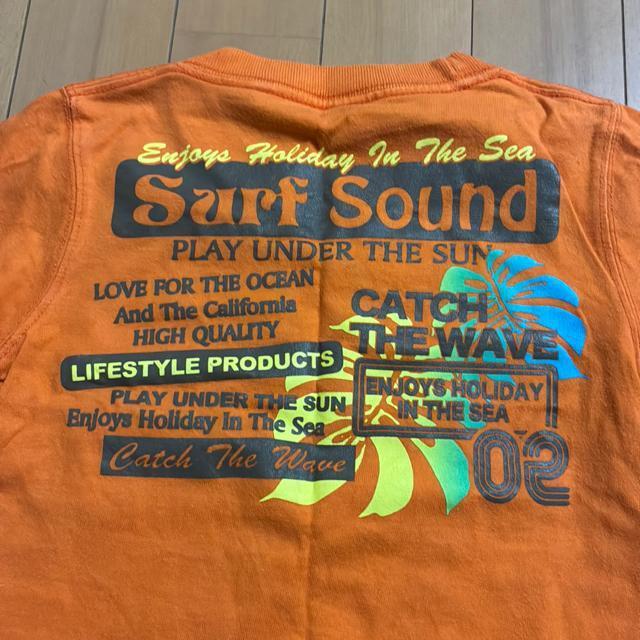 Enjoys Holiday In The Sea
Surf Sound
PLAY UNDER THE SUN
LOVE FOR THE OCEAN
And The California
HIGH QUALITY
LIFESTYLE PRODUCTS
PLAY UNDER THE SUN
Enjoys Holiday In The Sea
Catch The Wave
CATCH
THE WAVE
ENJOYS HOLIDAY
IN THE SEA
02